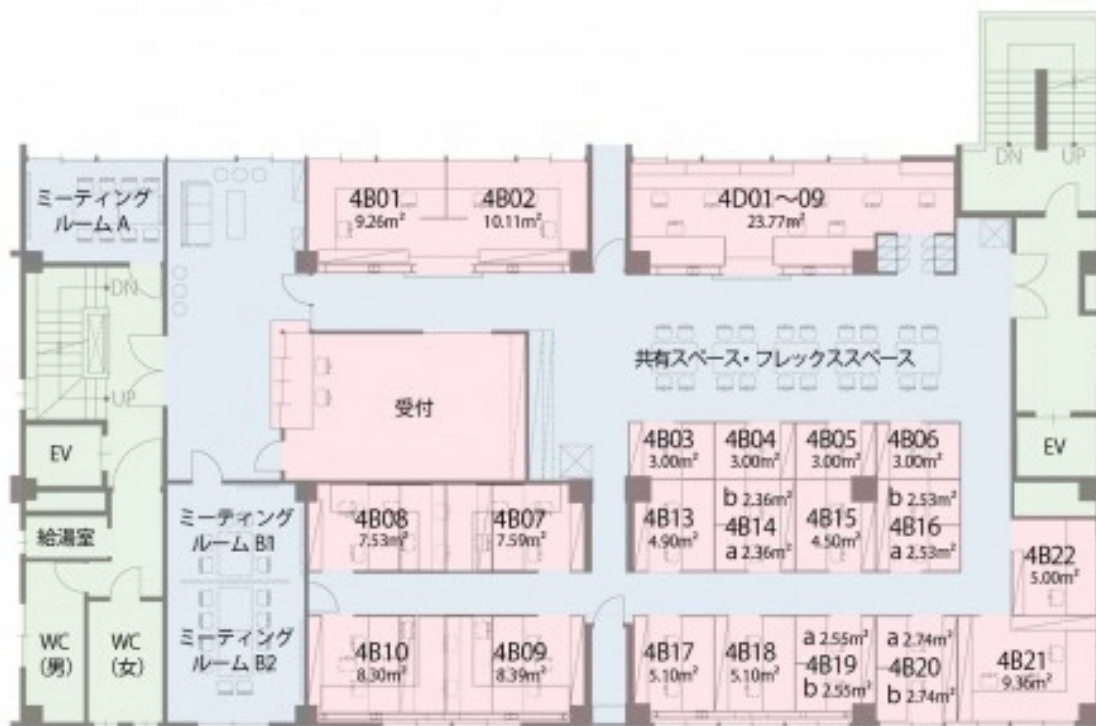 ミーティング
ルーム A
4B01
9.26m²
4B02
10.11m²
4D01～09
23.77m²
DN
UP
DN
UP
共有スペース・フレックススペース
受付
EV
EV
4B03
3.00m²
4B04
3.00m²
4B05
3.00m²
4B06
3.00m²
給湯室
ミーティング
ルーム B1
4B08
7.53m²
4B07
7.59m²
4B13
4.90m²
b 2.36m²
4B14
a 2.36m²
4B15
4.50m²
b 2.53m²
4B16
a 2.53m²
4B22
5.00m²
WC
(男)
WC
(女)
ミーティング
ルーム B2
4B10
8.30m²
4B09
8.39m²
4B17
5.10m²
4B18
5.10m²
a 2.55m²
4B19
b 2.55m²
a 2.74m²
4B20
b 2.74m²
4B21
9.36m²